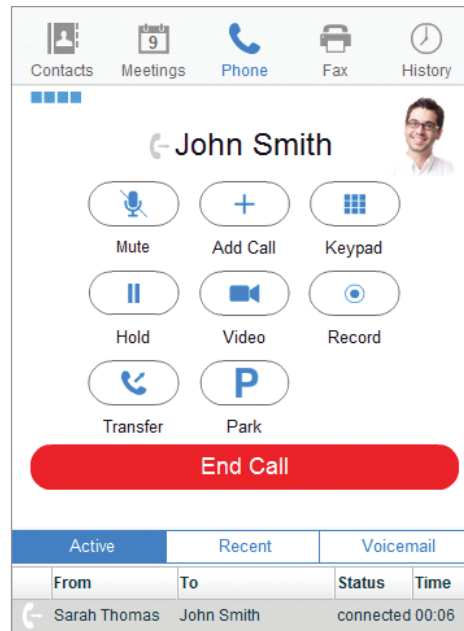 9
Contacts Meetings Phone Fax History
John Smith
Mute Add Call Keypad
Hold Video Record
P
Transfer Park
End Call
Active Recent Voicemail
From To Status Time
Sarah Thomas John Smith connected 00:06